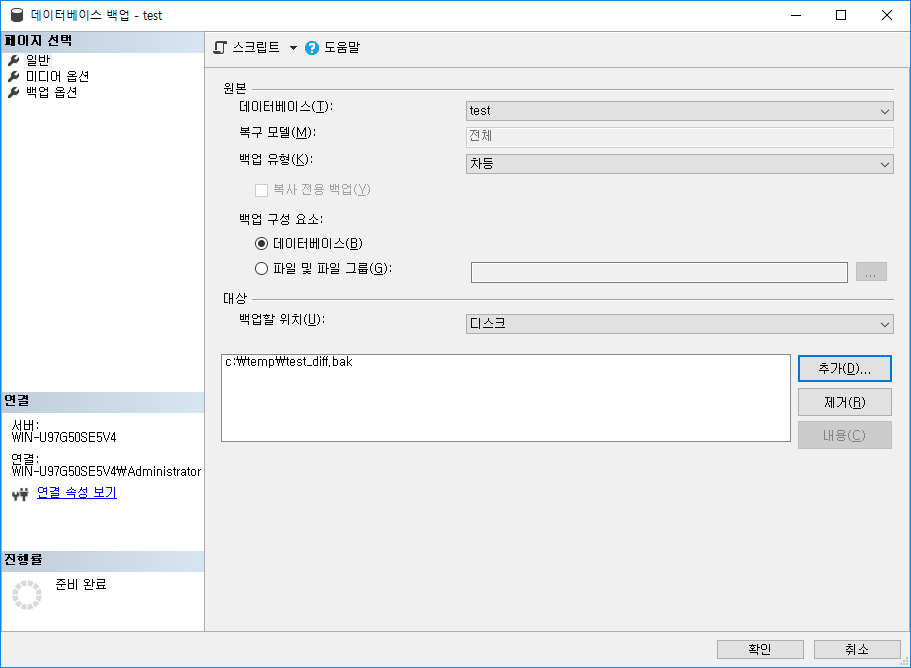 데이터베이스 백업 - test
페이지 선택
일반
미디어 옵션
백업 옵션
스크립트
도움말
원본
데이터베이스(T):
test
복구 모델(M):
전체
백업 유형(K):
차등
복사 전용 백업(Y)
백업 구성 요소:
데이터베이스(B)
파일 및 파일 그룹(G):
...
대상
백업할 위치(U):
디스크
c:₩temp₩test_diff.bak
추가(D)...
제거(R)
내용(C)
연결
서버:
WIN-U97G50SE5V4
연결:
WIN-U97G50SE5V4₩Administrator
연결 속성 보기
진행률
준비 완료
확인
취소